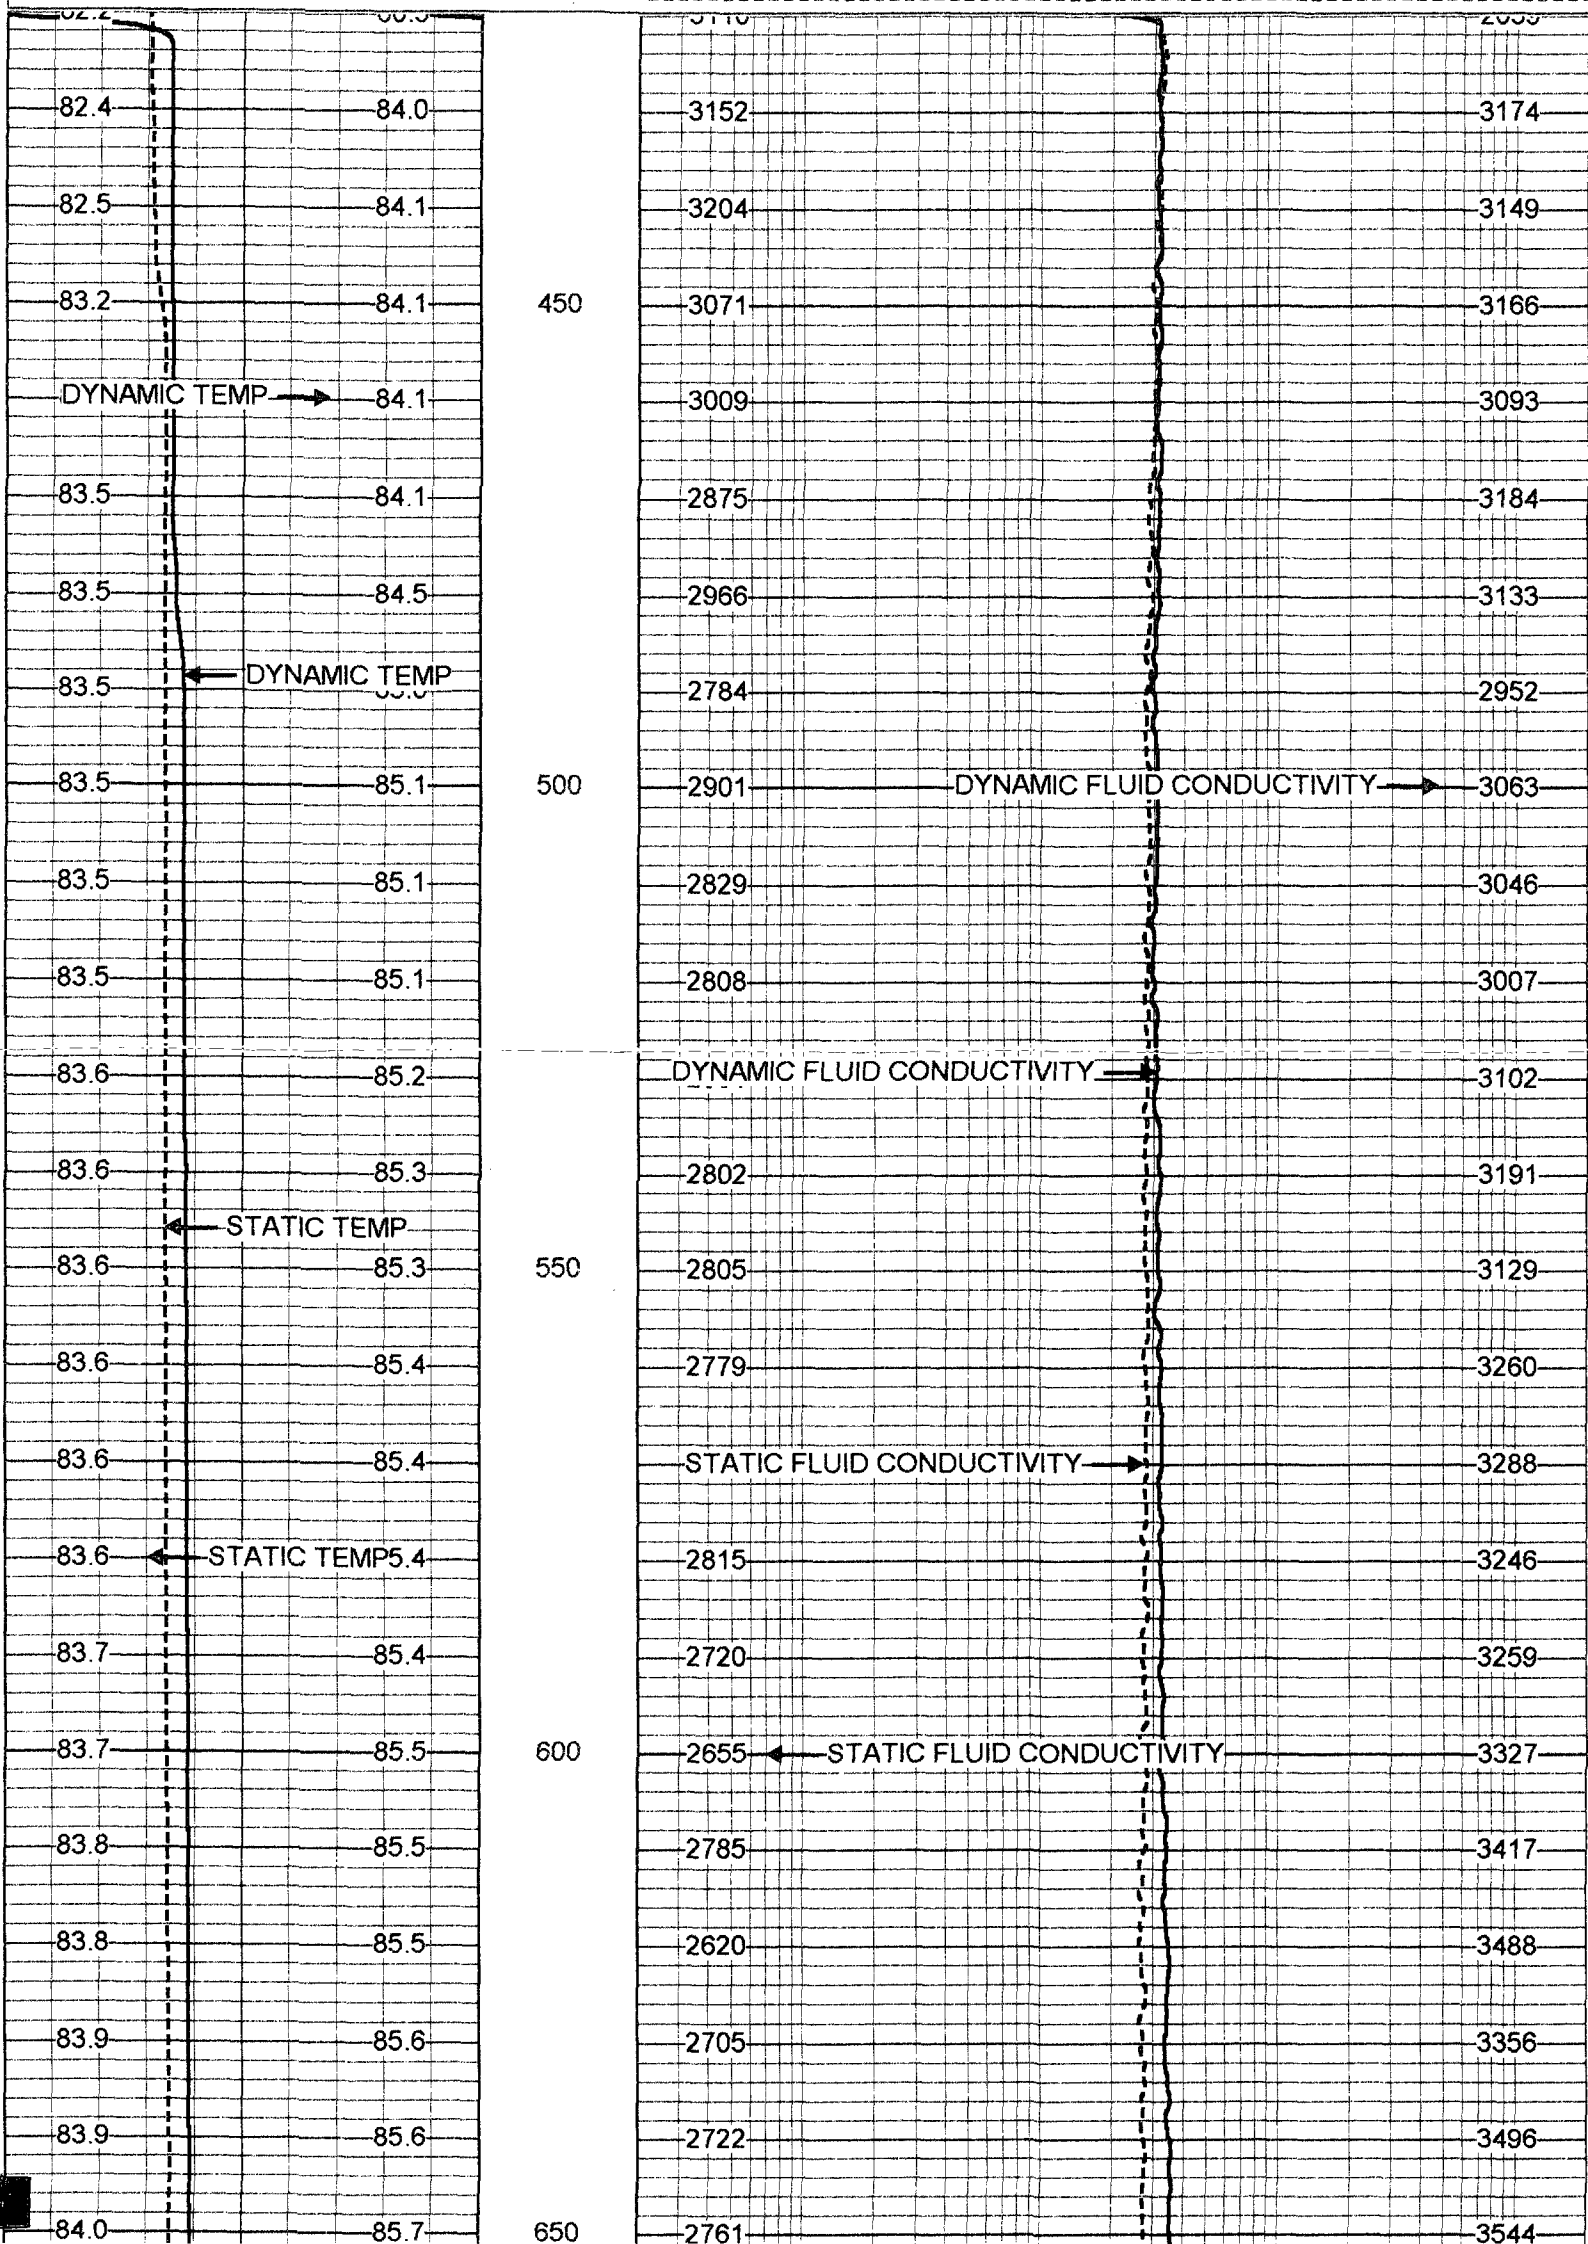 82.4 84.0 3152 3174
82.5 84.1 3204 3149
83.2 84.1 450 3071 3166
DYNAMIC TEMP 84.1 3009 3093
83.5 84.1 2875 3184
83.5 84.5 2966 3133
DYNAMIC TEMP
83.5 2784 2952
83.5 85.1 500 2901 DYNAMIC FLUID CONDUCTIVITY 3063
83.5 85.1 2829 3046
83.5 85.1 2808 3007
83.6 85.2 DYNAMIC FLUID CONDUCTIVITY 3102
83.6 85.3 2802 3191
STATIC TEMP
83.6 85.3 550 2805 3129
83.6 85.4 2779 3260
83.6 85.4 STATIC FLUID CONDUCTIVITY 3288
83.6 STATIC TEMP 5.4 2815 3246
83.7 85.4 2720 3259
83.7 85.5 600 2655 STATIC FLUID CONDUCTIVITY 3327
83.8 85.5 2785 3417
83.8 85.5 2620 3488
83.9 85.6 2705 3356
83.9 85.6 2722 3496
84.0 85.7 650 2761 3544